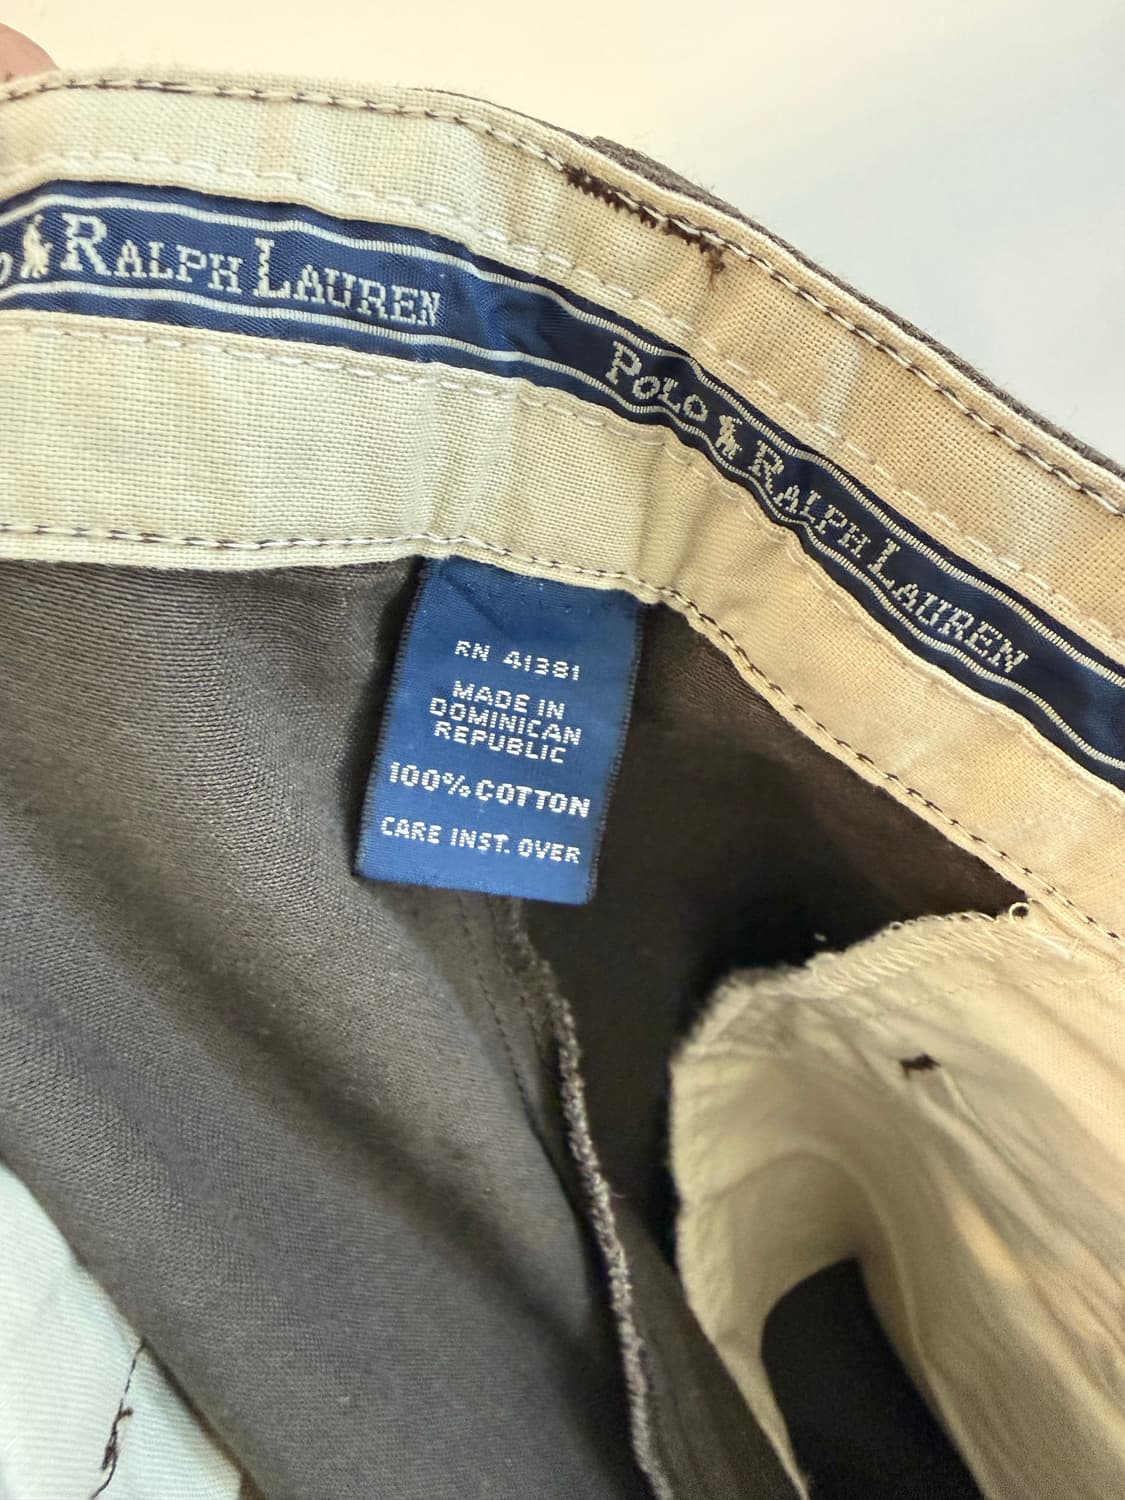 RALPH LAUREN
POLO RALPH LAUREN
RN 41381
MADE IN
DOMINICAN
REPUBLIC
100% COTTON
CARE INST. OVER